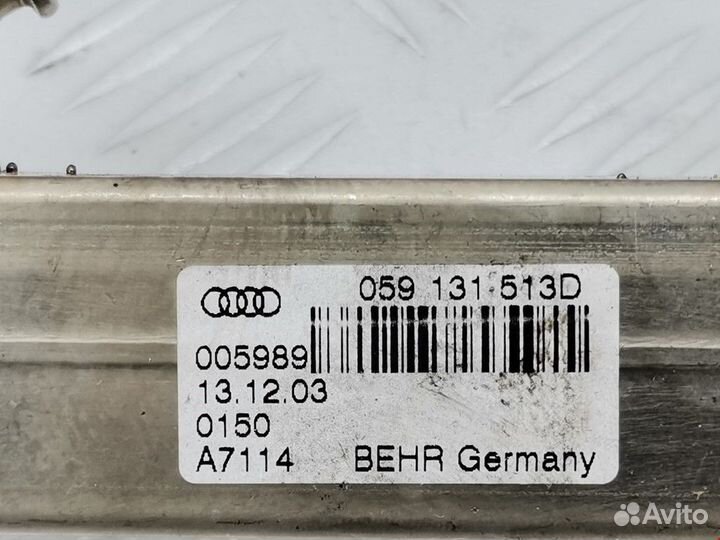 059 131 513D
005989
13.12.03
0150
A7114 BEHR Germany
Avito